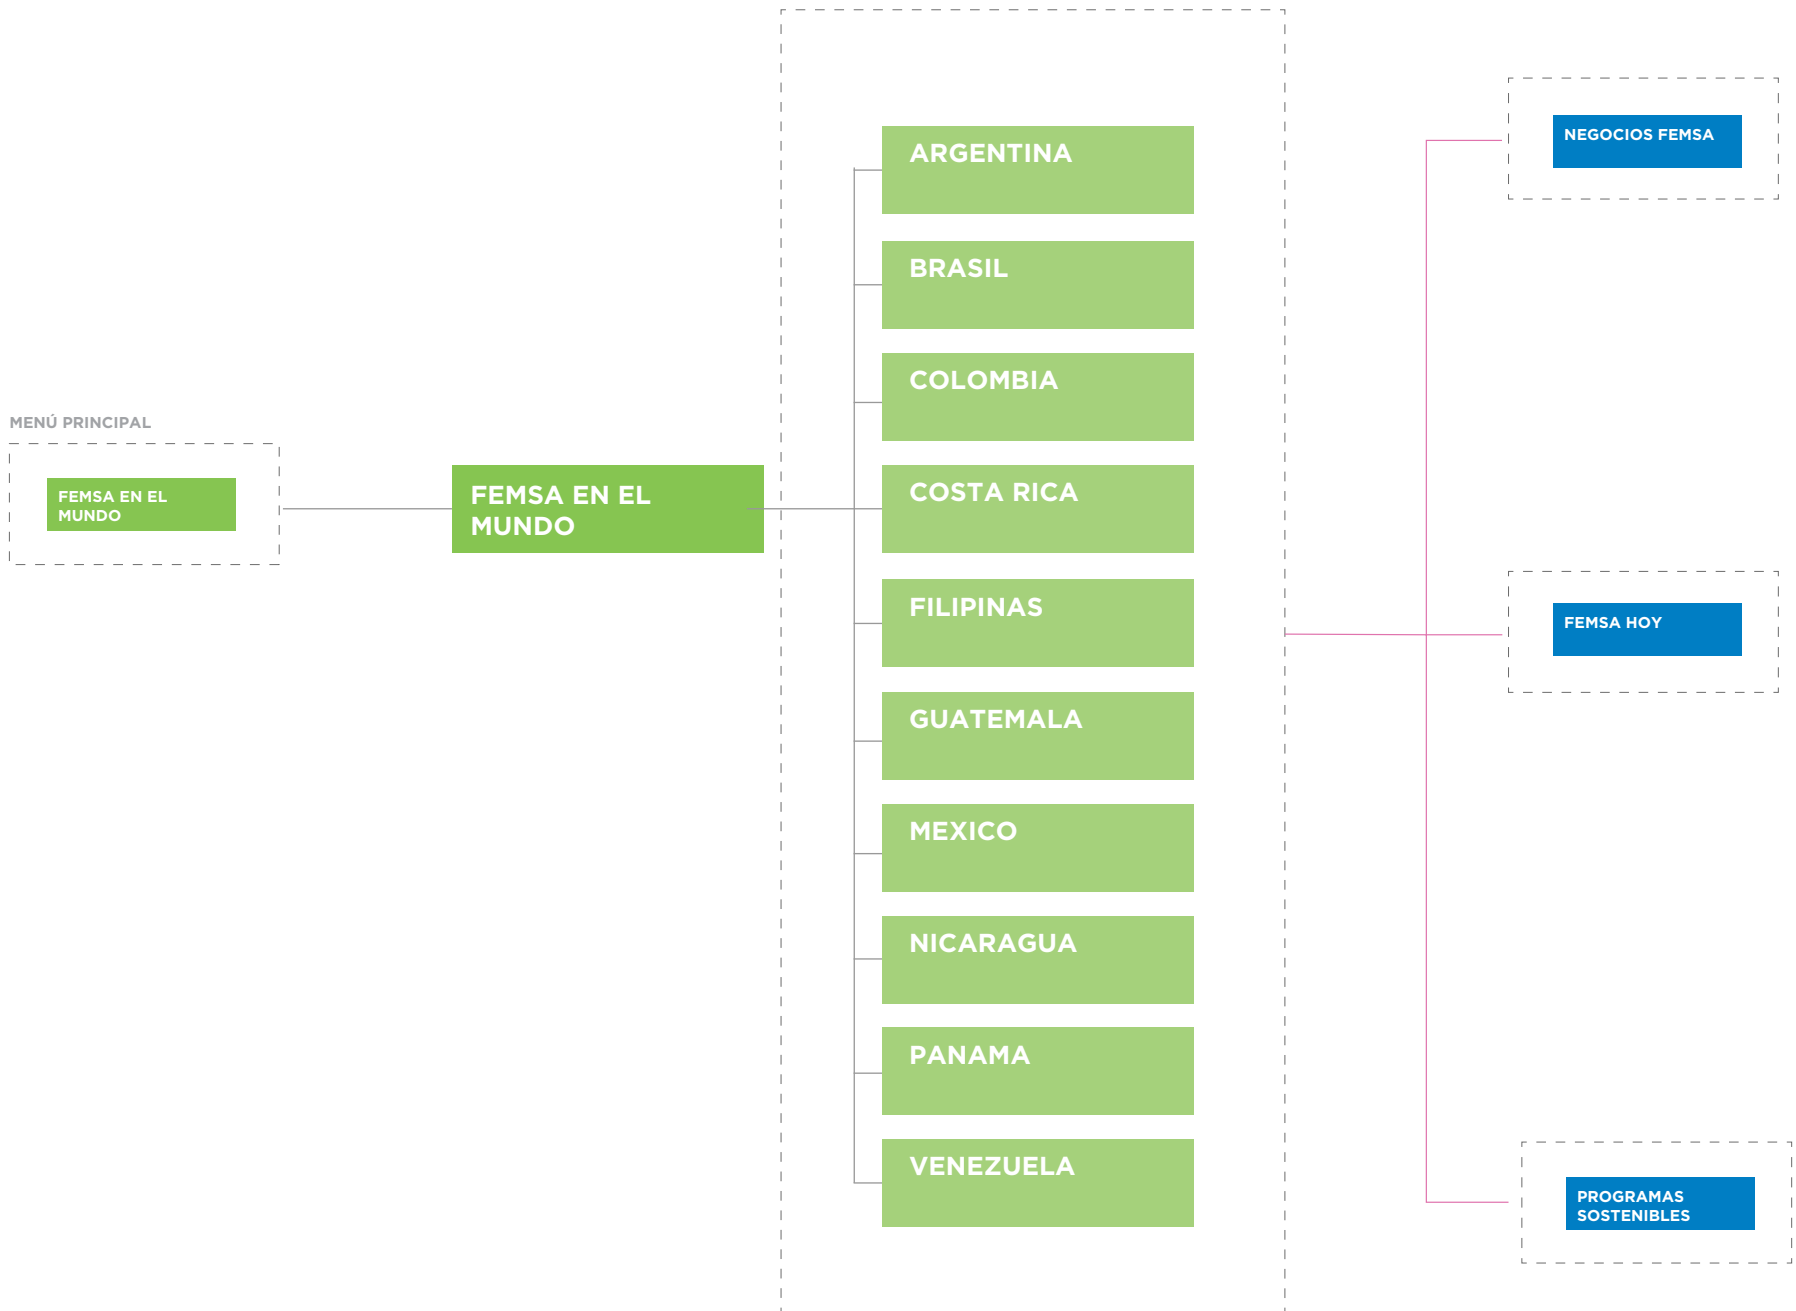 MENÚ PRINCIPAL
FEMSA EN EL
MUNDO
FEMSA EN EL
MUNDO
ARGENTINA
BRASIL
COLOMBIA
COSTA RICA
FILIPINAS
GUATEMALA
MEXICO
NICARAGUA
PANAMA
VENEZUELA
NEGOCIOS FEMSA
FEMSA HOY
PROGRAMAS
SOSTENIBLES